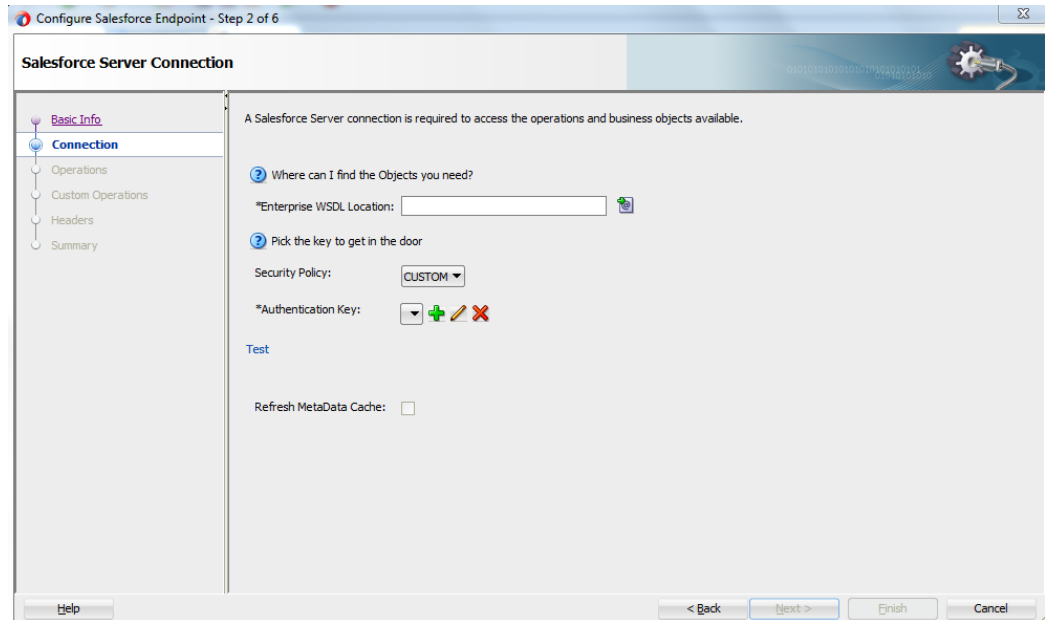 Configure Salesforce Endpoint - Step 2 of 6
Salesforce Server Connection
Basic Info
Connection
Operations
Custom Operations
Headers
Summary
A Salesforce Server connection is required to access the operations and business objects available.
Where can I find the Objects you need?
*Enterprise WSDL Location:
Pick the key to get in the door
Security Policy: CUSTOM
*Authentication Key:
Test
Refresh MetaData Cache:
Help < Back Next > Finish Cancel